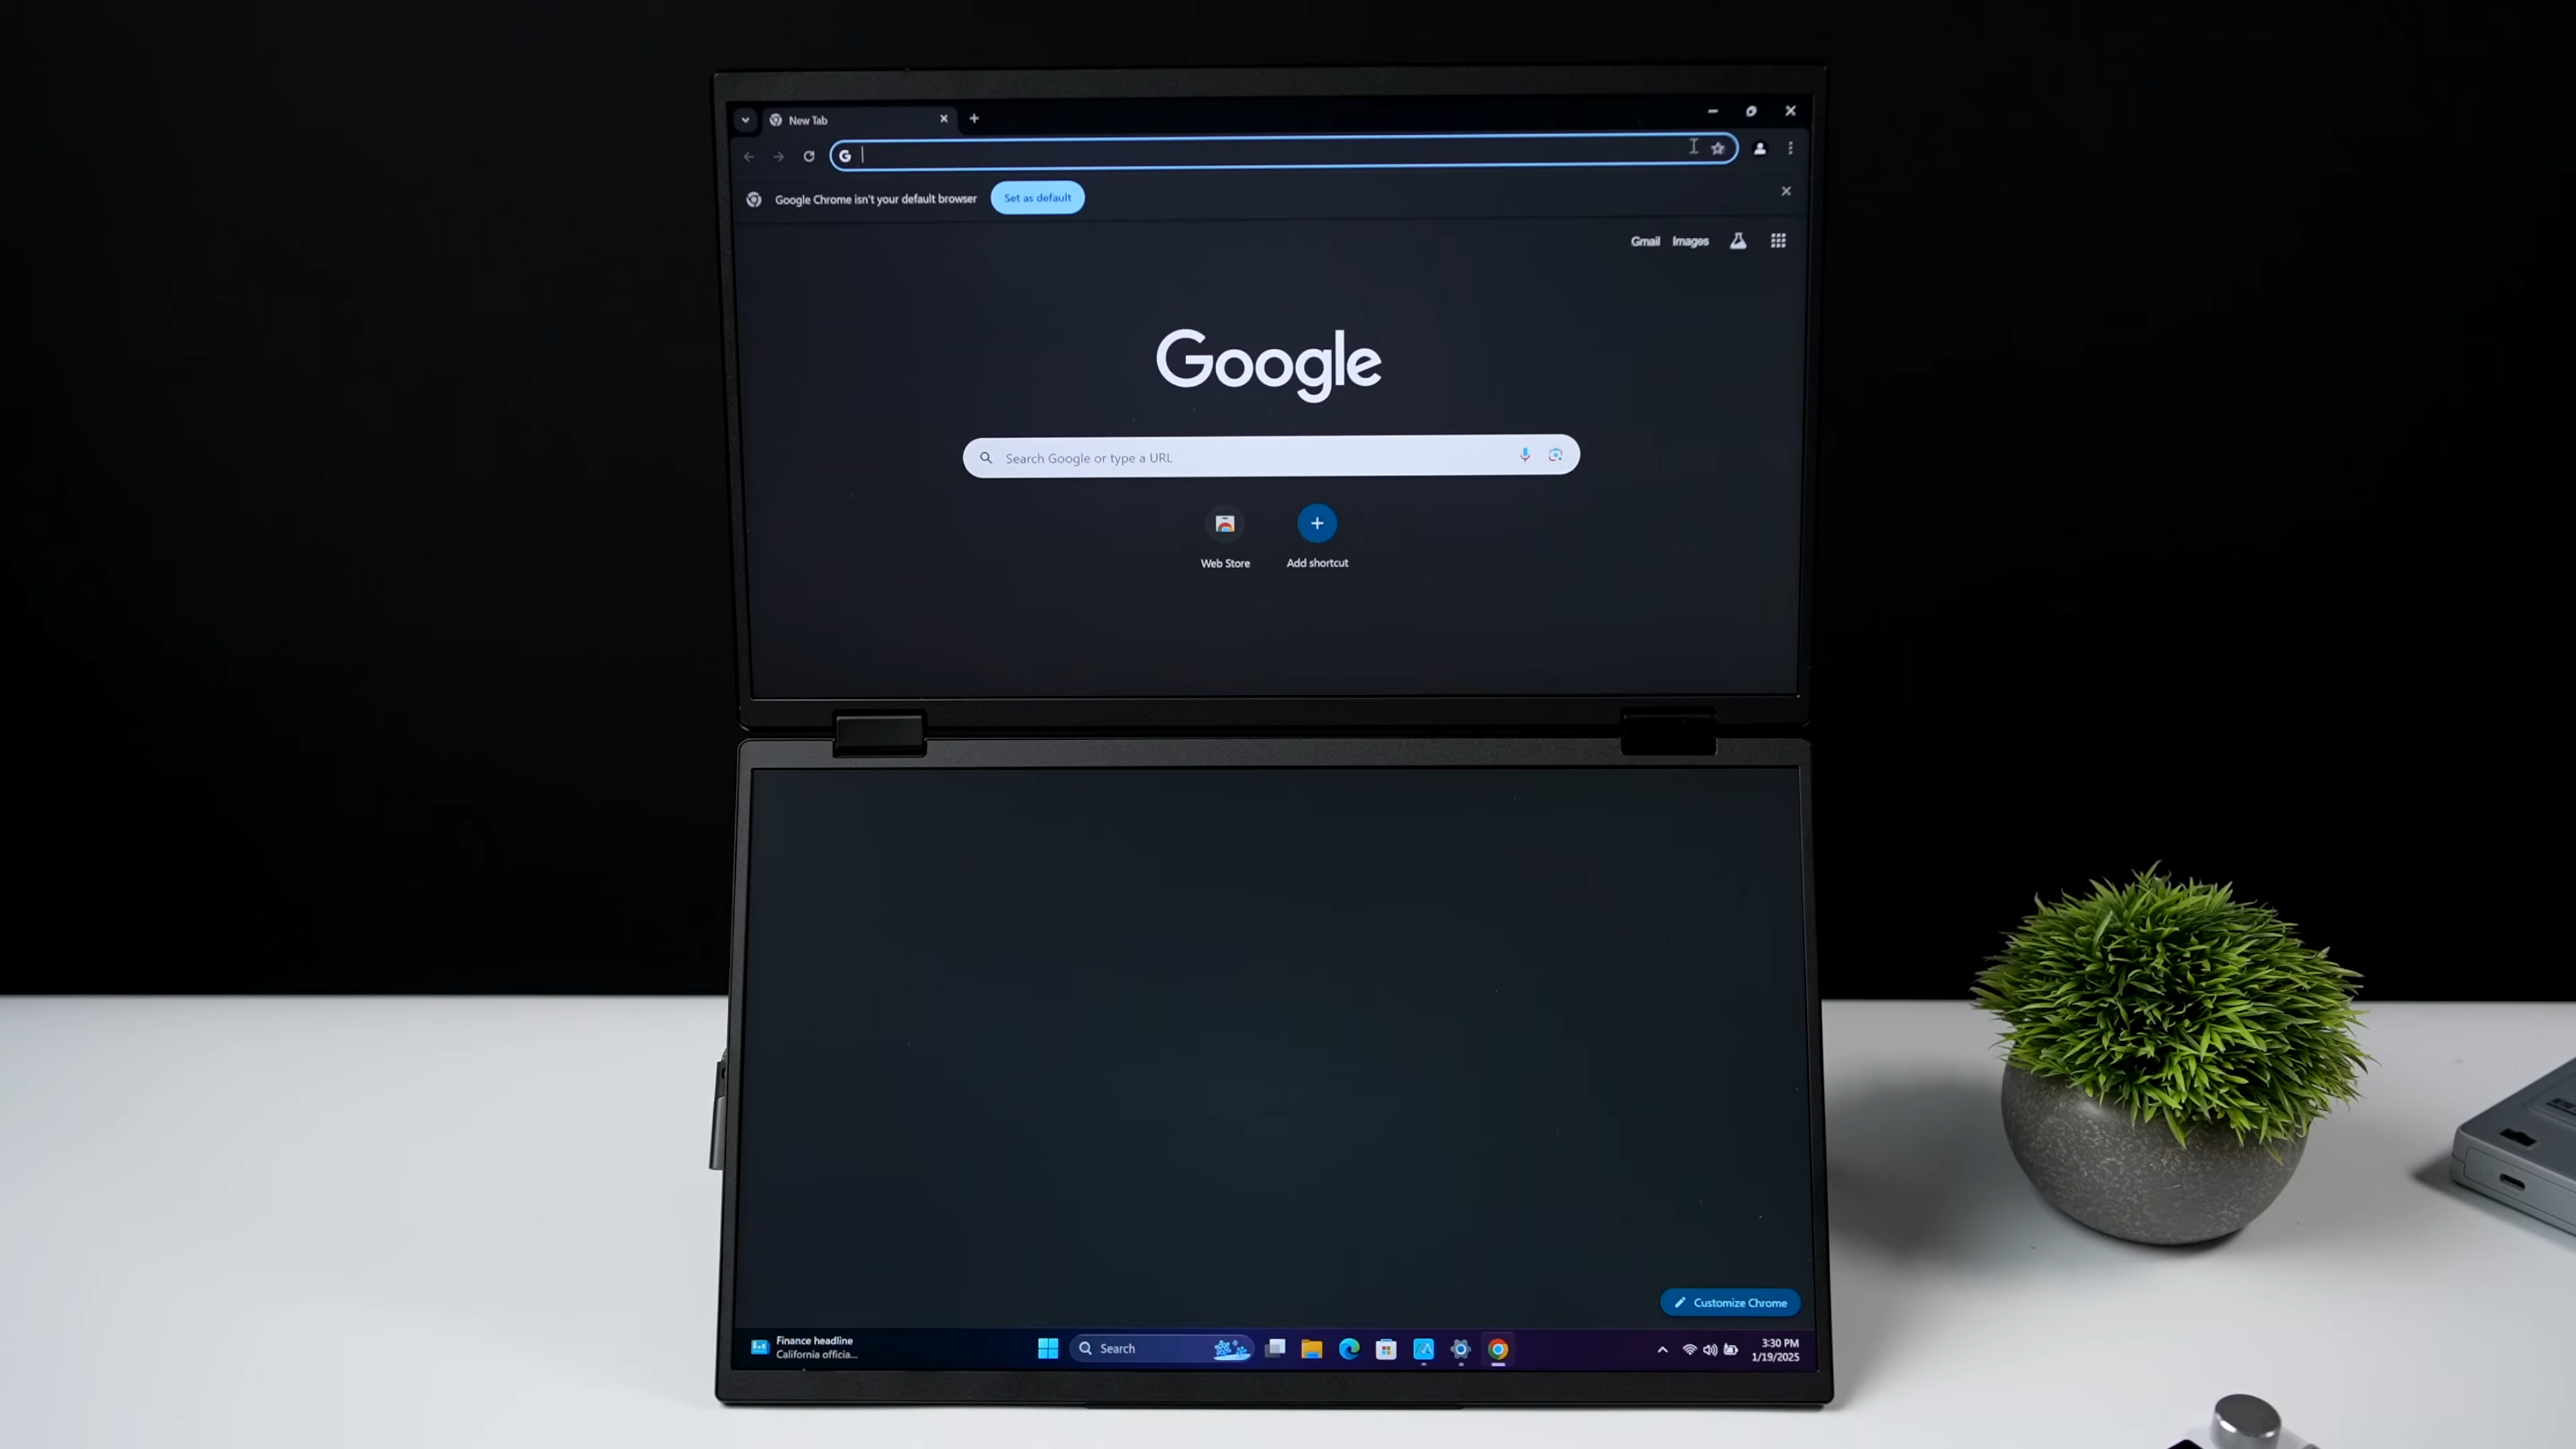 New Tab
Google Chrome isn't your default browser
Set as default
Gmail Images
Google
Search Google or type a URL
Web Store
Add shortcut
Customize Chrome
Finance headline
California officia...
Search
3:30 PM
1/19/2025